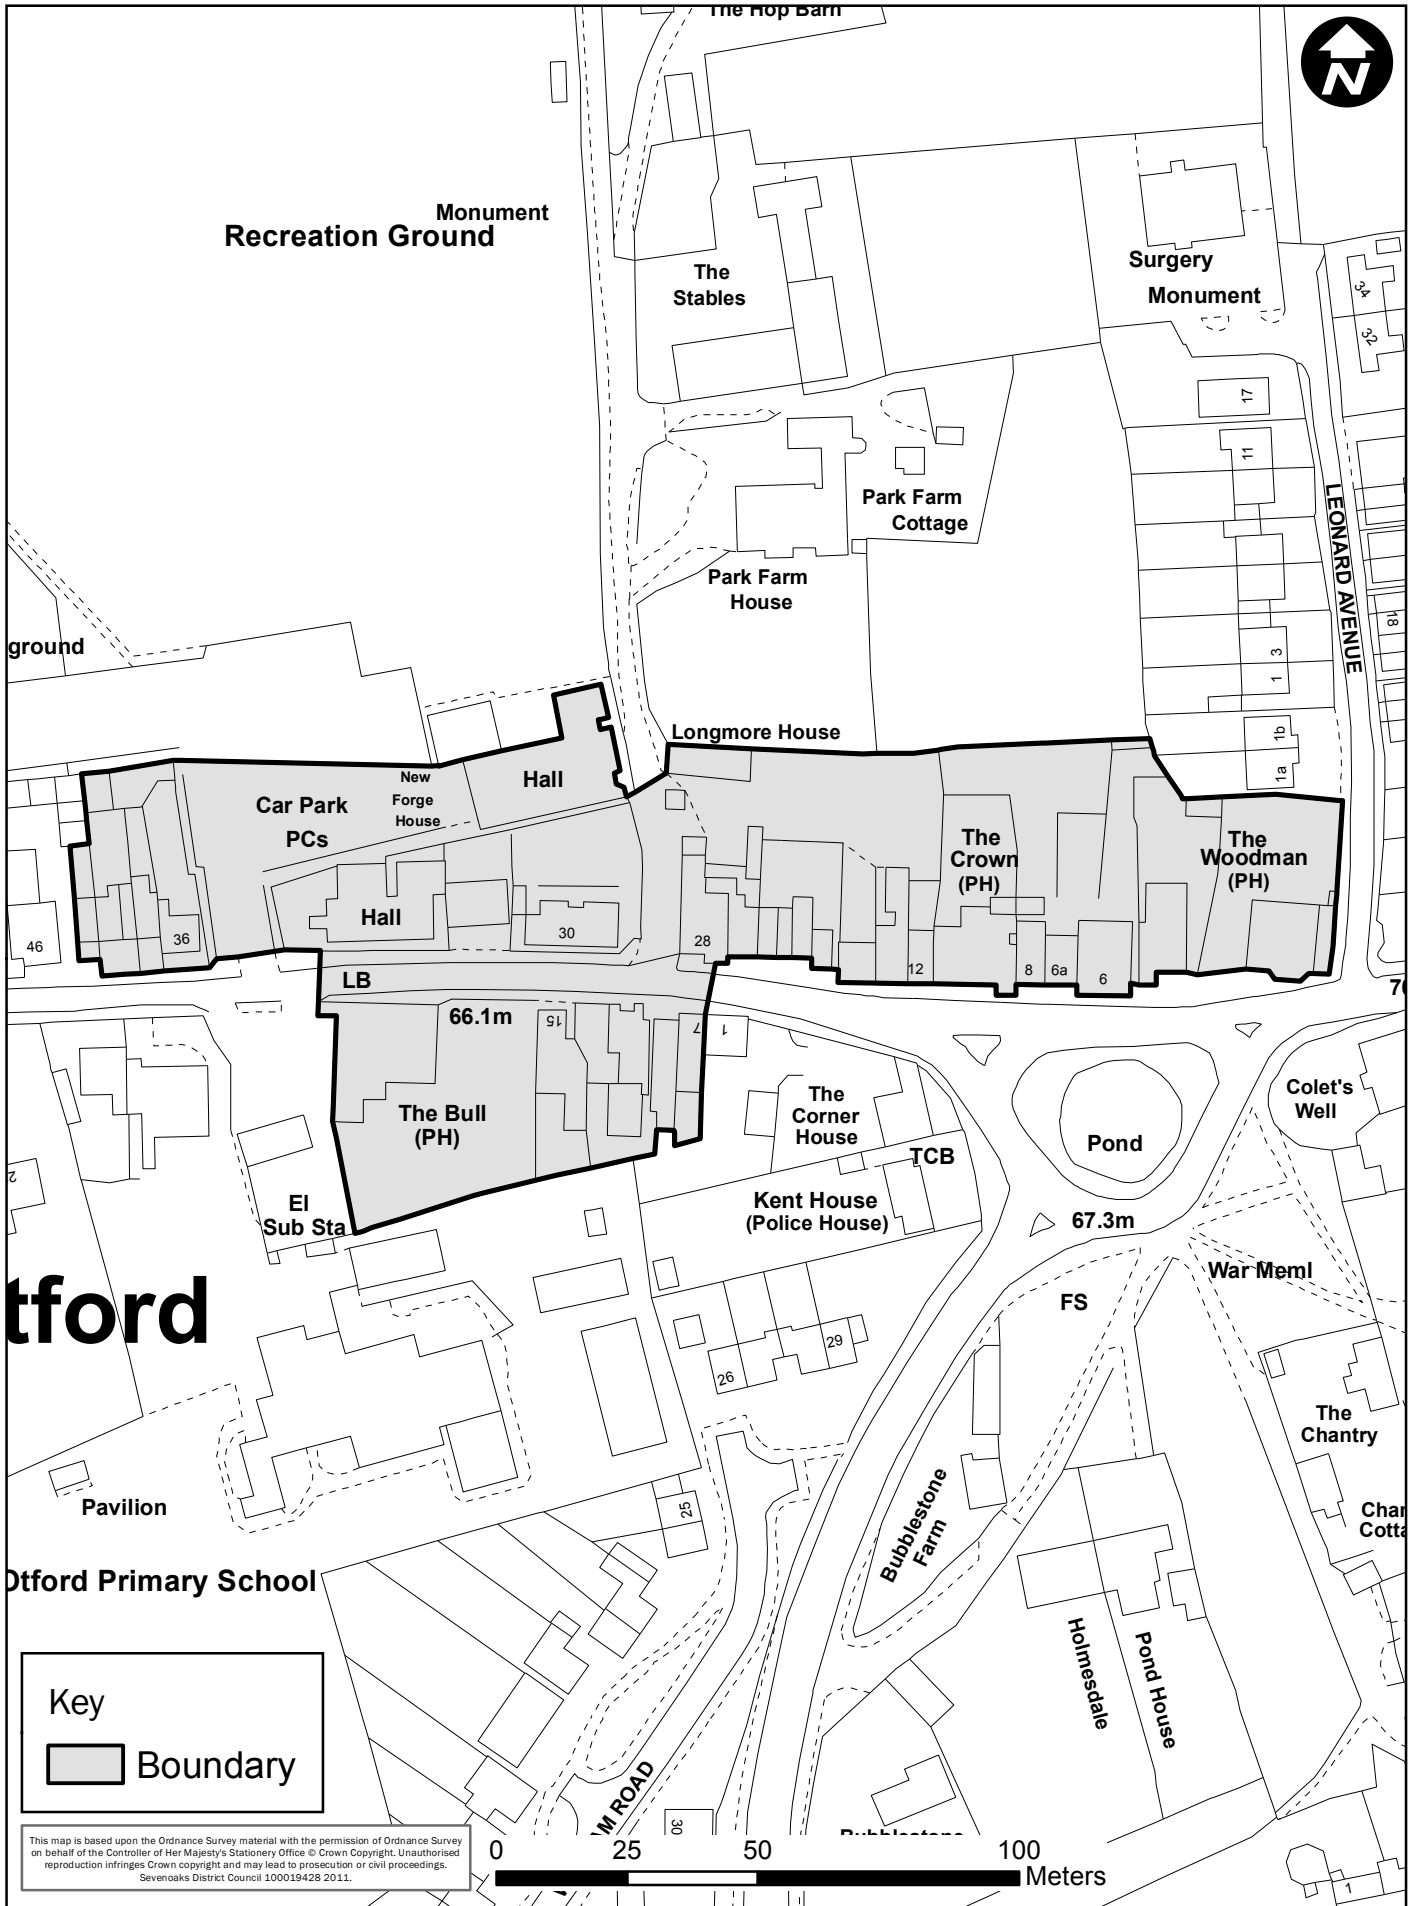 The Hop Barn
N
Monument
Recreation Ground
The
Stables
Surgery
Monument
34
32
17
11
Park Farm
Cottage
LEONARD AVENUE
Park Farm
House
ground
18
3
1
Longmore House
1b
1a
New
Forge
House
Hall
Car Park
PCs
The
Crown
(PH)
The
Woodman
(PH)
Hall
46
36
30
28
12
8
6a
6
LB
66.1m
15
7
1
The Bull
(PH)
The
Corner
House
Colet's
Well
Pond
TCB
2
El
Sub Sta
Kent House
(Police House)
67.3m
War Meml
FS
tford
29
26
The
Chantry
Pavilion
25
Bubblestone
Farm
Otford Primary School
Holmesdale
Pond House
Key
Boundary
30
This map is based upon the Ordnance Survey material with the permission of Ordnance Survey
on behalf of the Controller of Her Majesty's Stationery Office © Crown Copyright. Unauthorised
reproduction infringes Crown copyright and may lead to prosecution or civil proceedings.
Sevenoaks District Council 100019428 2011.
M ROAD
0 25 50 100
Meters
1